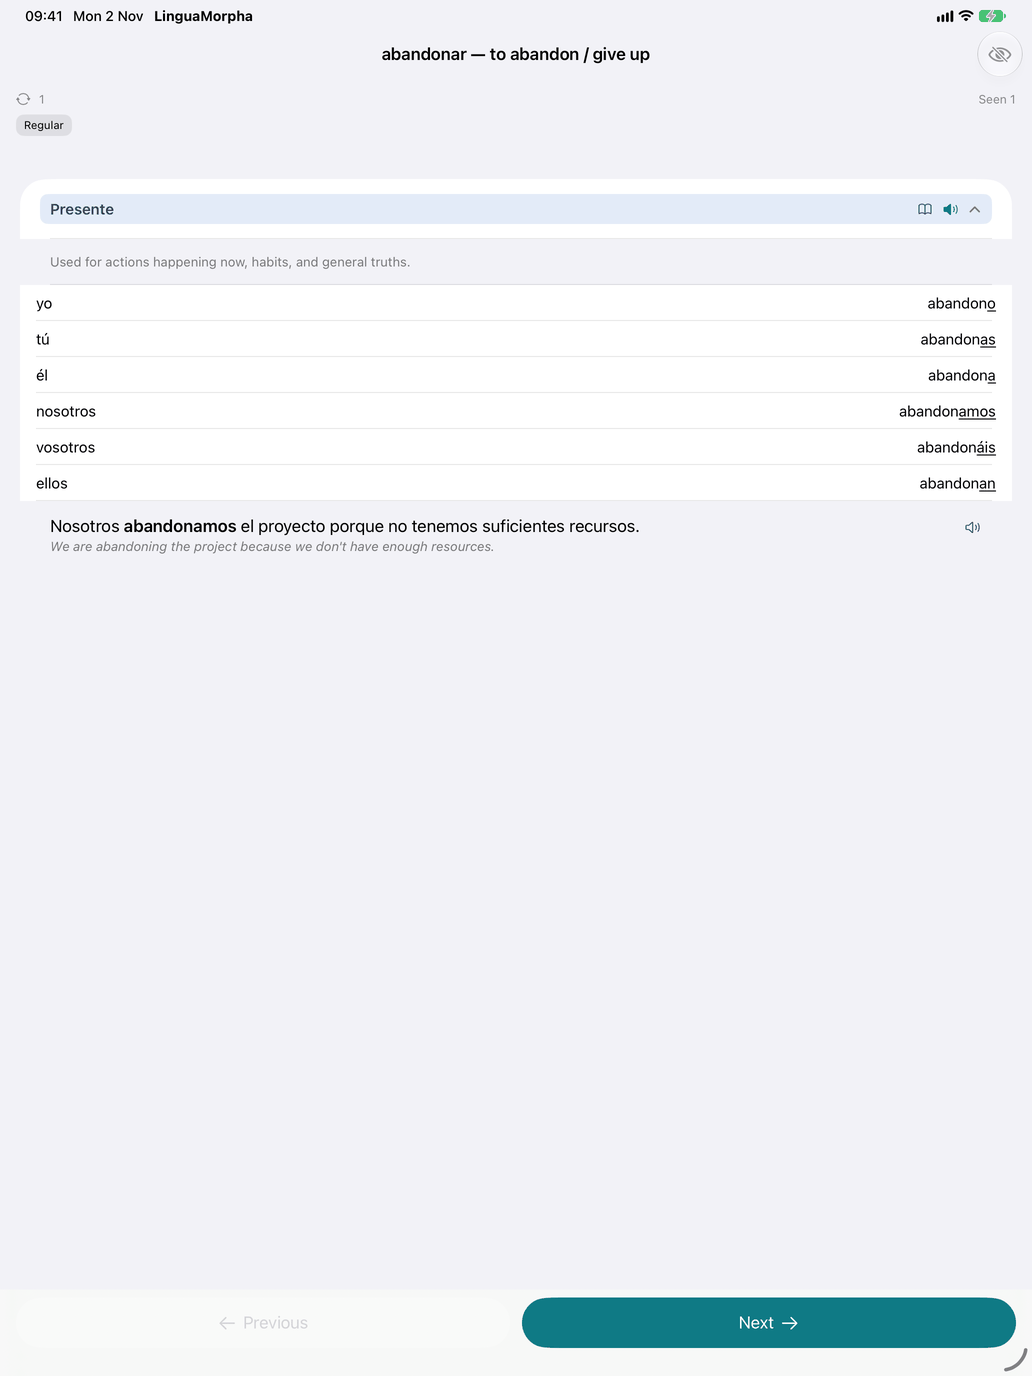 09:41 Mon 2 Nov LinguaMorpha
abandonar — to abandon / give up
1
Seen 1
Regular
Presente
Used for actions happening now, habits, and general truths.
yo abandono
tú abandonas
él abandona
nosotros abandonamos
vosotros abandonáis
ellos abandonan
Nosotros abandonamos el proyecto porque no tenemos suficientes recursos.
We are abandoning the project because we don't have enough resources.
← Previous
Next →